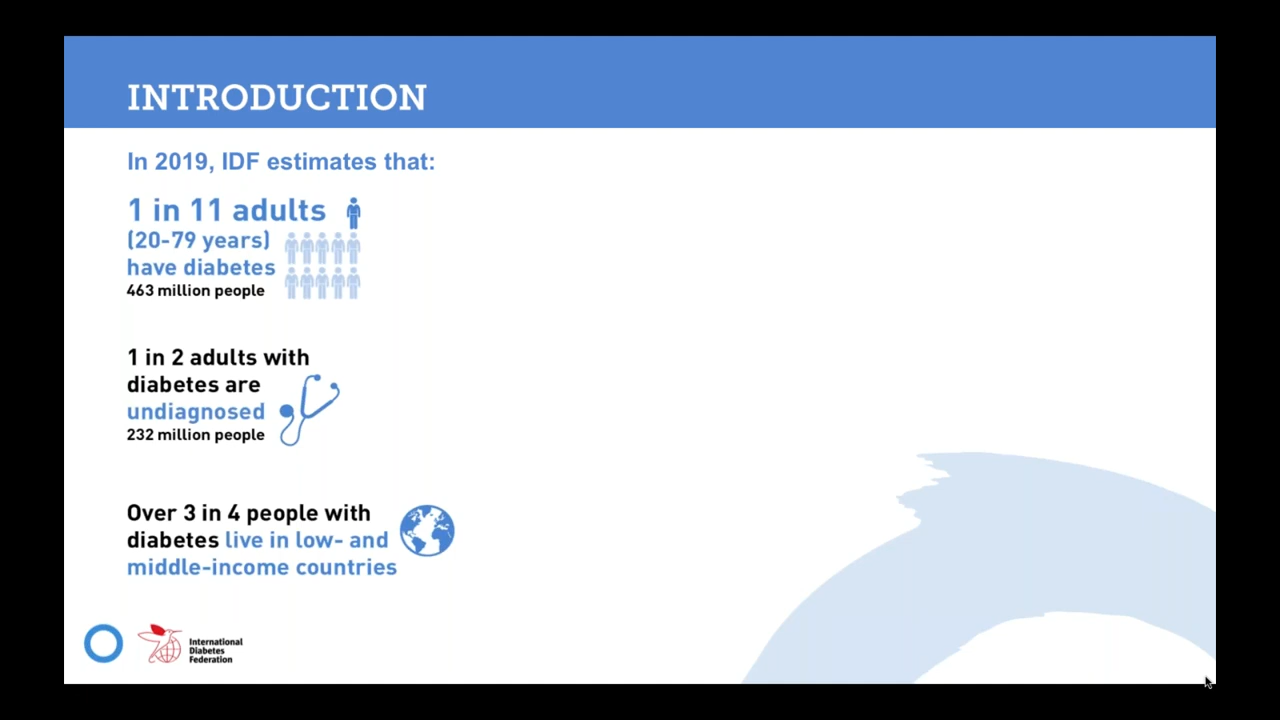 INTRODUCTION
In 2019, IDF estimates that:
1 in 11 adults
(20-79 years)
have diabetes
463 million people
1 in 2 adults with
diabetes are
undiagnosed
232 million people
Over 3 in 4 people with
diabetes live in low- and
middle-income countries
International
Diabetes
Federation